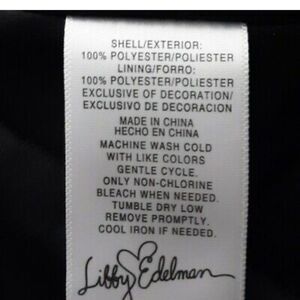 SHELL/EXTERIOR:
100% POLYESTER/POLIESTER
LINING/FORRO:
100% POLYESTER/POLIESTER
EXCLUSIVE OF DECORATION/
EXCLUSIVO DE DECORACION
MADE IN CHINA
HECHO EN CHINA
MACHINE WASH COLD
WITH LIKE COLORS
GENTLE CYCLE.
ONLY NON-CHLORINE
BLEACH WHEN NEEDED.
TUMBLE DRY LOW
REMOVE PROMPTLY.
COOL IRON IF NEEDED.
Libby Edelman